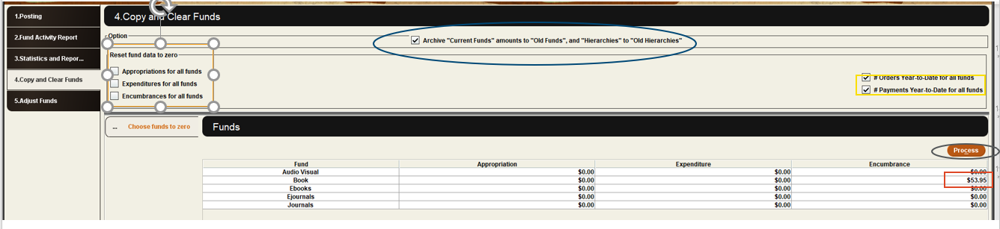 1.Posting
2.Fund Activity Report
3.Statistics and Repor...
4.Copy and Clear Funds
5.Adjust Funds
4.Copy and Clear Funds
Option
Archive "Current Funds" amounts to "Old Funds", and "Hierarchies" to "Old Hierarchies"
Reset fund data to zero
Appropriations for all funds
Expenditures for all funds
Encumbrances for all funds
# Orders Year-to-Date for all funds
# Payments Year-to-Date for all funds
... Choose funds to zero
Funds
Process
Fund Appropriation Expenditure Encumbrance
Audio Visual $0.00 $0.00 $0.00
Book $0.00 $0.00 $53.95
Ebooks $0.00 $0.00 $0.00
Ejournals $0.00 $0.00 $0.00
Journals $0.00 $0.00 $0.00